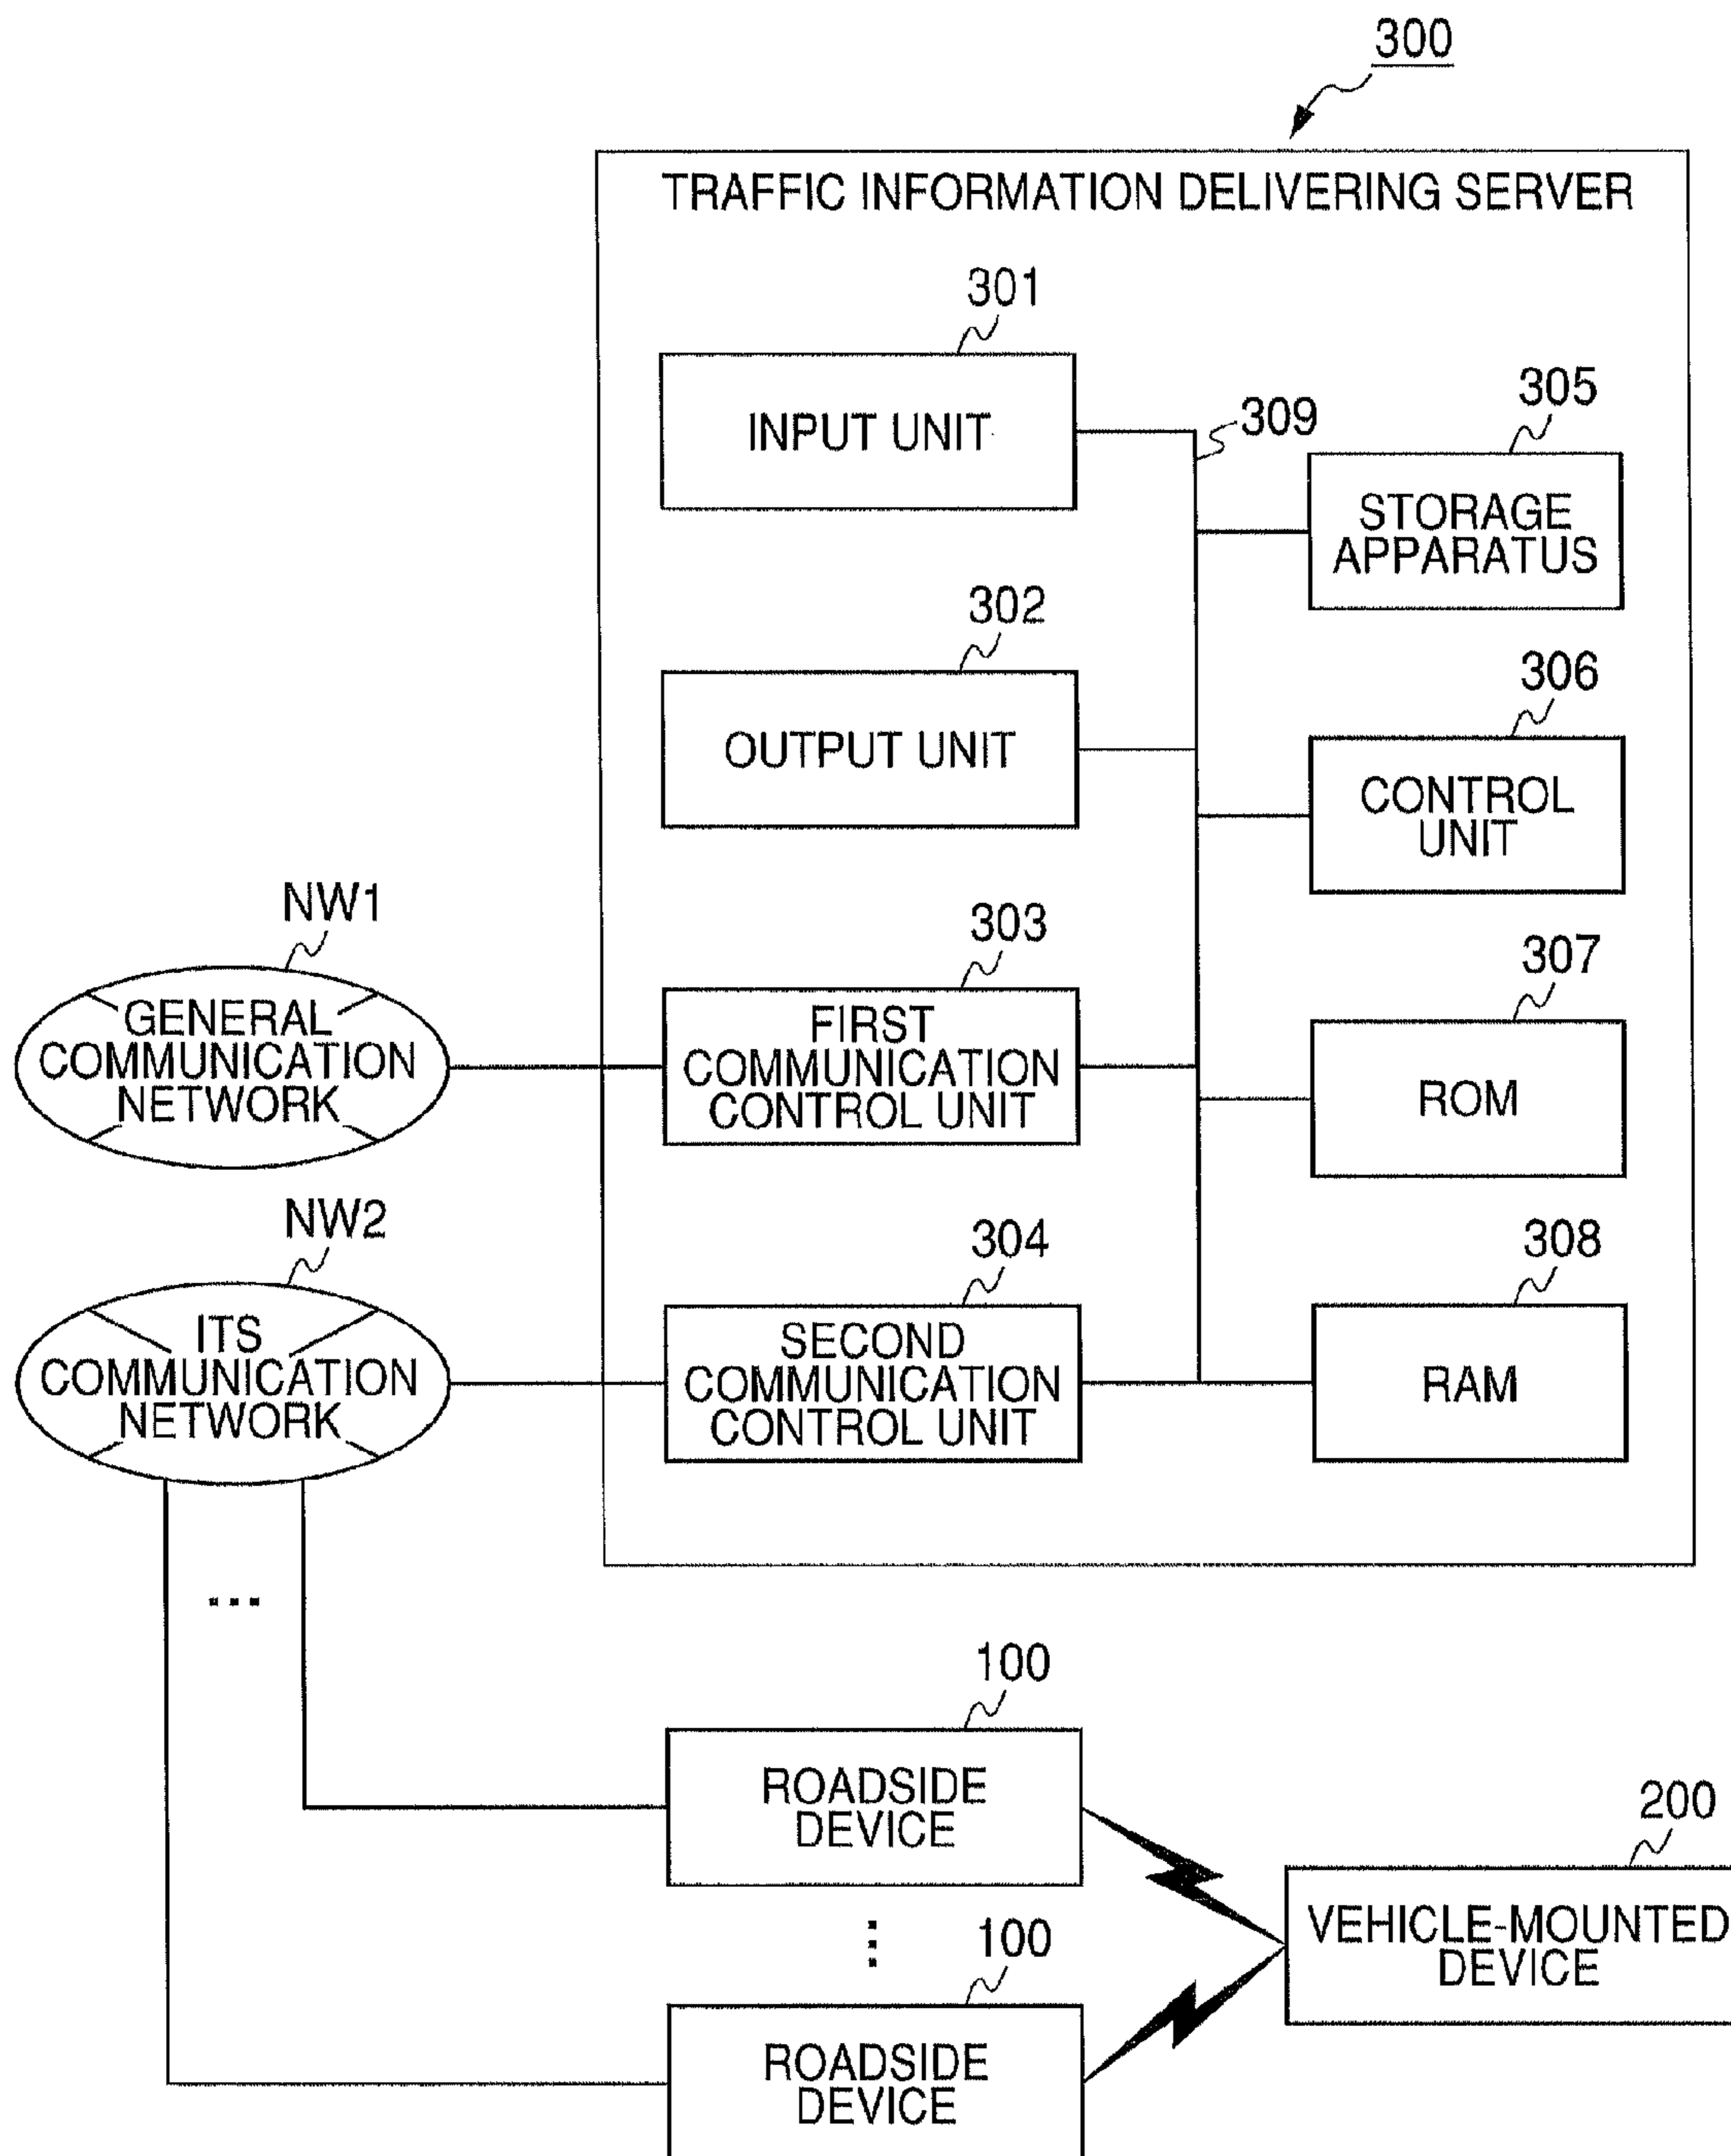 300
TRAFFIC INFORMATION DELIVERING SERVER
301
INPUT UNIT
309
305
STORAGE
APPARATUS
302
OUTPUT UNIT
306
CONTROL
UNIT
NW1
GENERAL
COMMUNICATION
NETWORK
303
FIRST
COMMUNICATION
CONTROL UNIT
307
ROM
NW2
ITS
COMMUNICATION
NETWORK
304
SECOND
COMMUNICATION
CONTROL UNIT
308
RAM
...
100
ROADSIDE
DEVICE
200
VEHICLE-MOUNTED
DEVICE
100
ROADSIDE
DEVICE